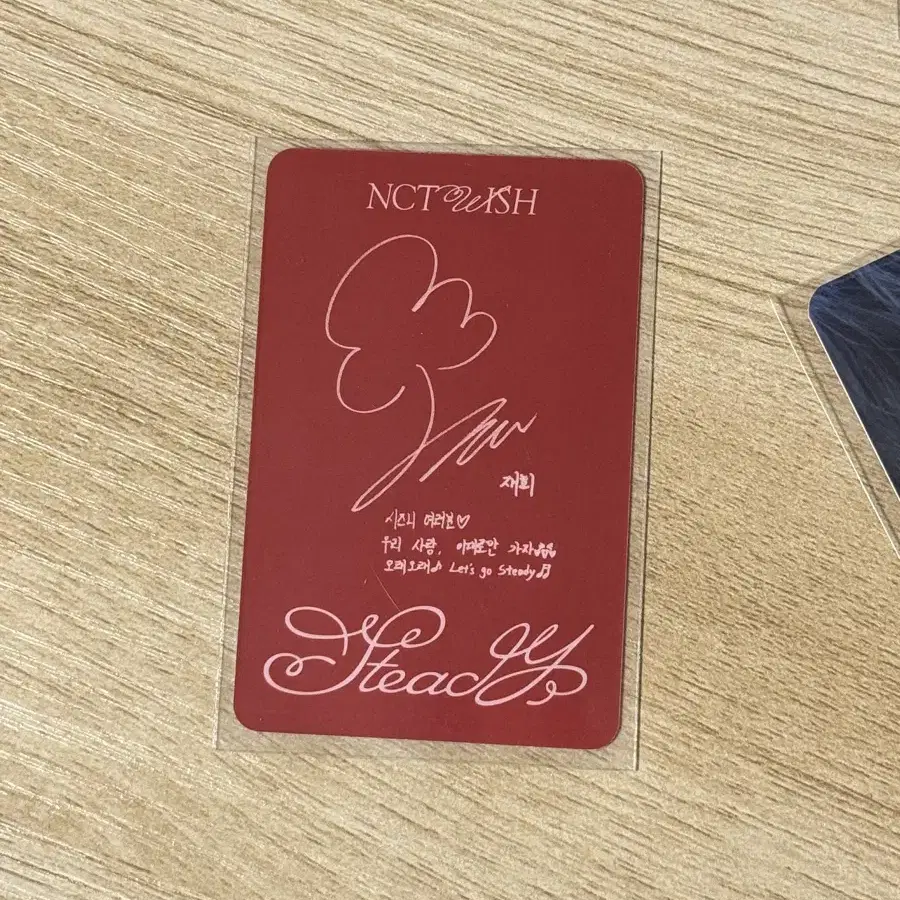 NCT WISH
재희
시즈니 여러분♡
우리 사랑, 이대로만 가자
오래오래♪ Let's go Steady♫
Steady